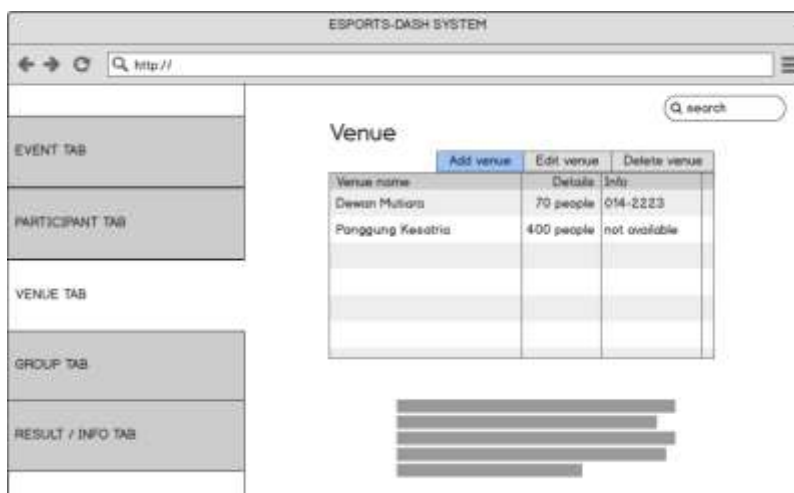 ESPORTS-DASH SYSTEM
http://
search
Venue
Add venue Edit venue Delete venue
Venue name Details Info
Dewan Mutiara 70 people 014-2223
Panggung Kesatria 400 people not available
EVENT TAB
PARTICIPANT TAB
VENUE TAB
GROUP TAB
RESULT / INFO TAB